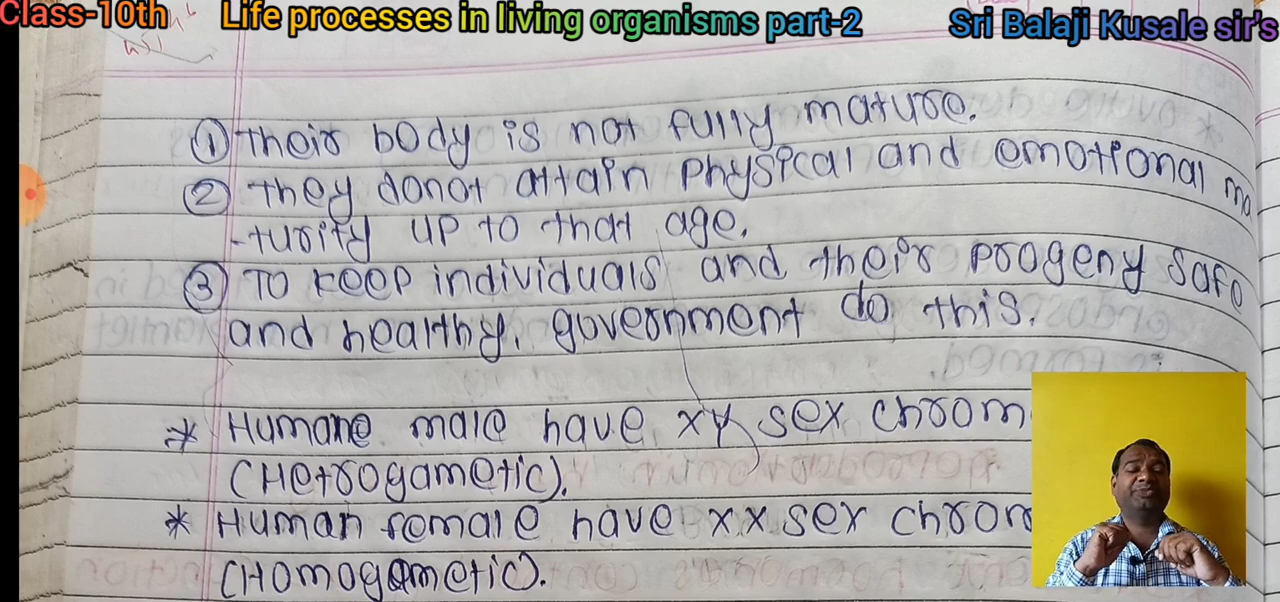 Class-10th Life processes in living organisms part-2 Sri Balaji Kusale sir's
① Their body is not fully mature.
② They donot attain physical and emotional ma
-turity up to that age.
③ To keep individuals and their progeny safe
and healthy, government do this.
* Humane male have xy sex chrom
(Hetrogametic).
* Human female have xx sex chrom
(Homogametic).